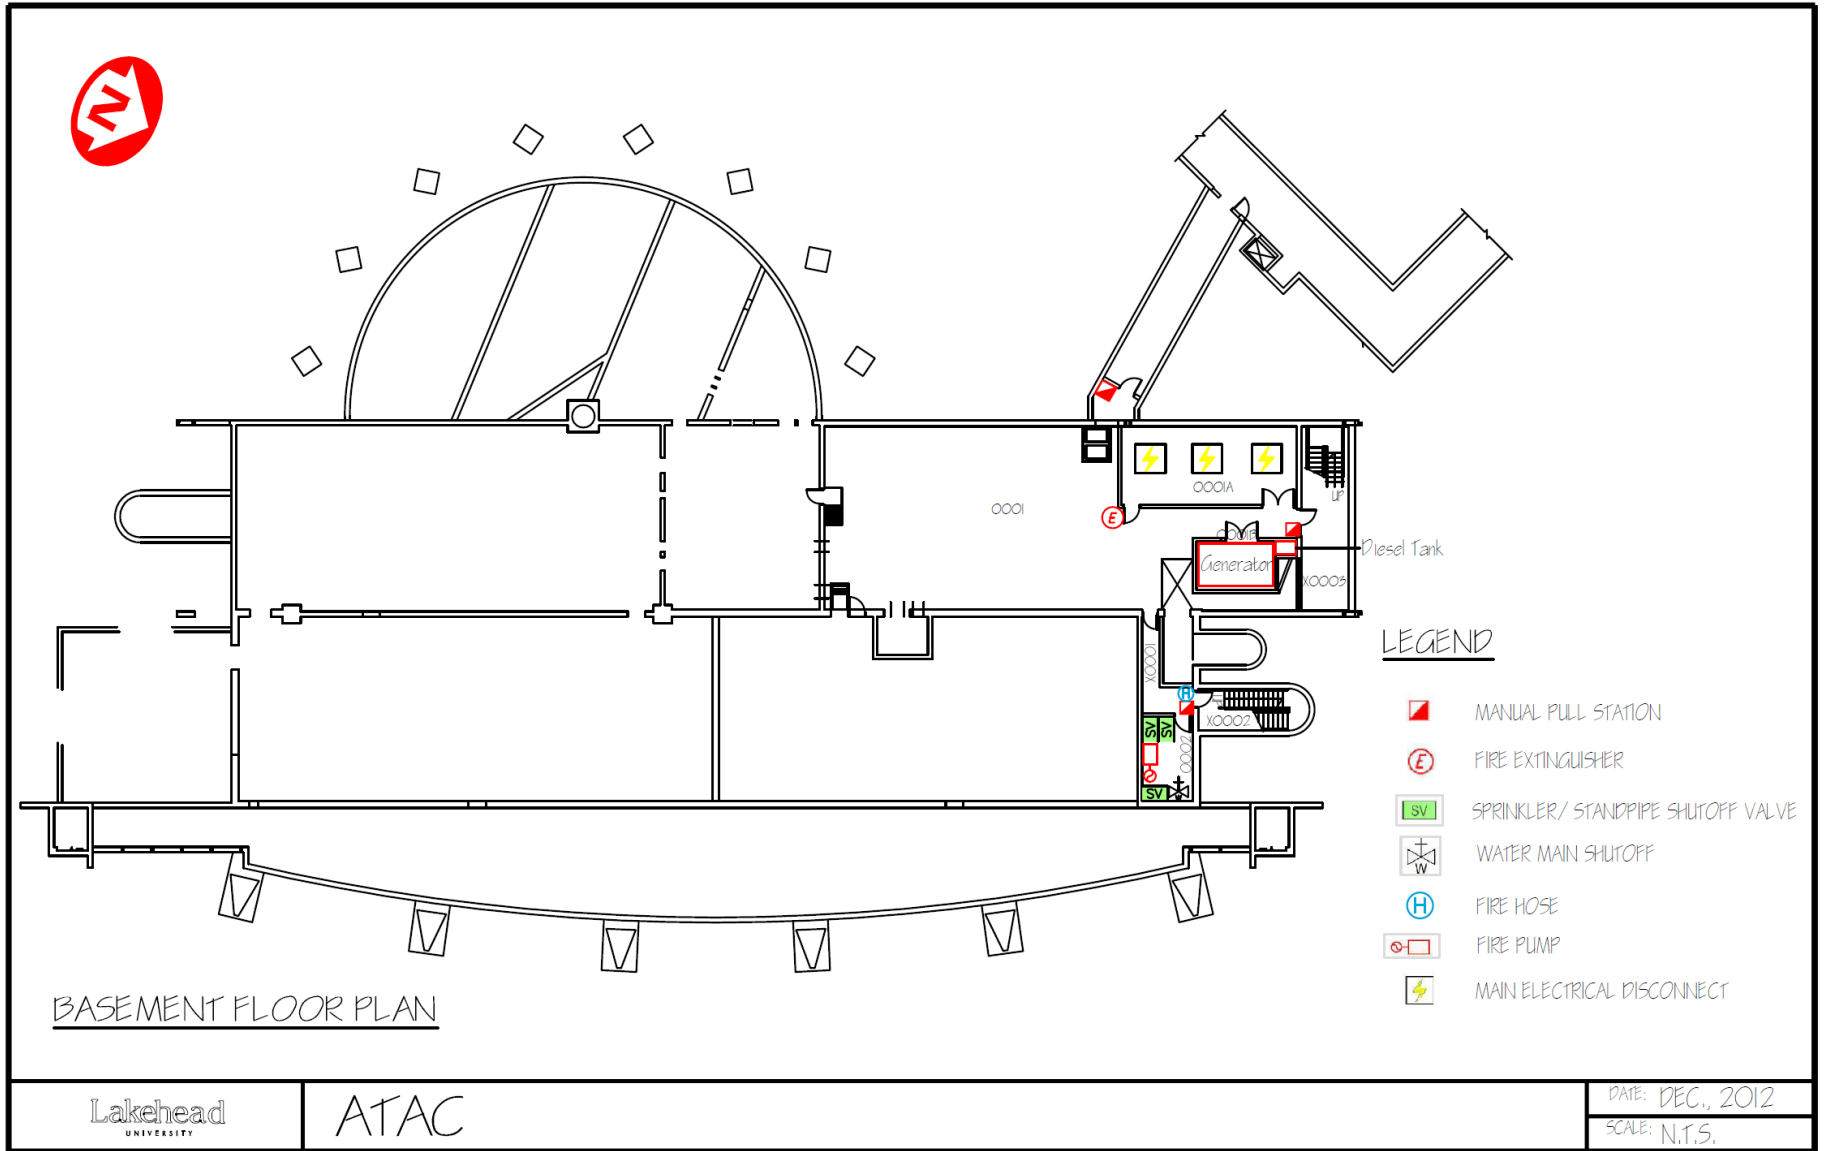 N
0001
0001A
UP
0001B
Generator
Diesel Tank
X0003
X0001
H
X0002
SV
SV
0002
SV
W
E
LEGEND
MANUAL PULL STATION
E
FIRE EXTINGUISHER
SV
SPRINKLER/ STANDPIPE SHUTOFF VALVE
W
WATER MAIN SHUTOFF
H
FIRE HOSE
FIRE PUMP
MAIN ELECTRICAL DISCONNECT
BASEMENT FLOOR PLAN
Lakehead
UNIVERSITY
ATAC
DATE: DEC., 2012
SCALE: N.T.S.